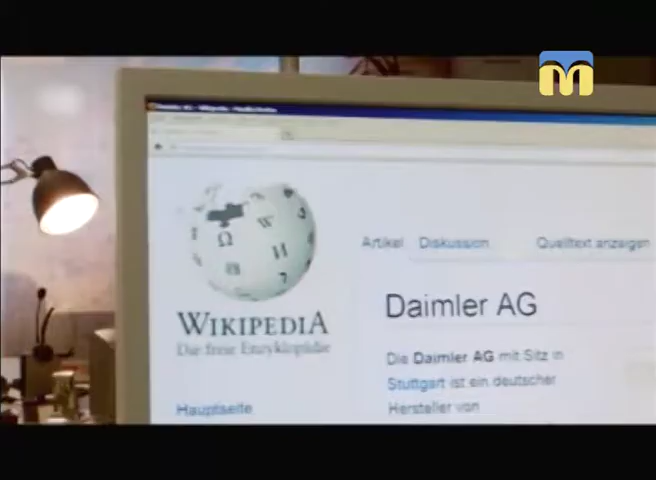 m
Artikel Diskussion Quelltext anzeigen
WIKIPEDIA
Die freie Enzyklopädie
Hauptseite
Daimler AG
Die Daimler AG mit Sitz in
Stuttgart ist ein deutscher
Hersteller von